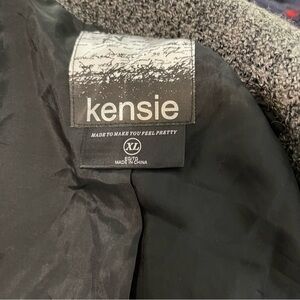 kensie
MADE TO MAKE YOU FEEL PRETTY
XL
MADE IN CHINA